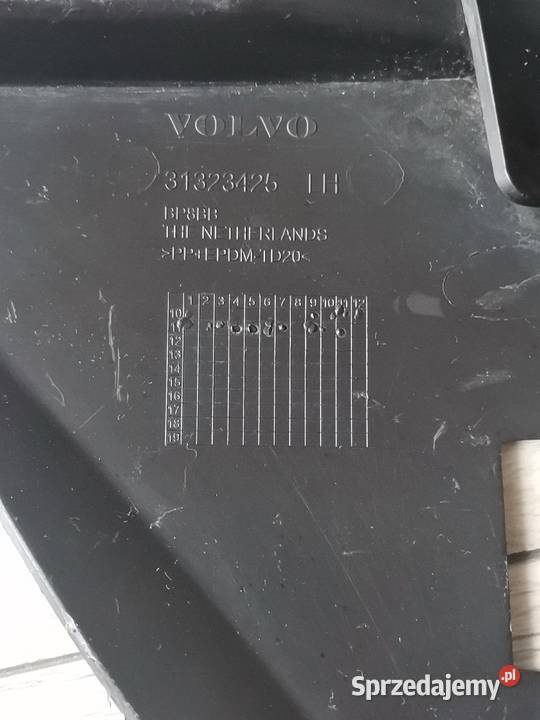 VOLVO
31323425 LH
BP8BB
THE NETHERLANDS
>PP+EPDM-TD20<
1 2 3 4 5 6 7 8 9 10 11 12
10
11
12
13
14
15
16
17
18
19
Sprzedajemy.pl